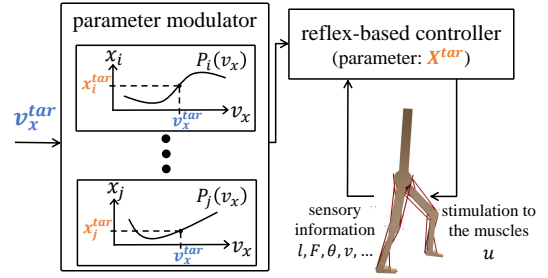 parameter modulator
x_i
P_i(v_x)
x_i^{tar}
v_x
v_x^{tar}
v_x^{tar}
x_j
P_j(v_x)
x_j^{tar}
v_x
v_x^{tar}
reflex-based controller
(parameter: X^{tar})
sensory
information
l, F, θ, v, ...
stimulation to
the muscles
u